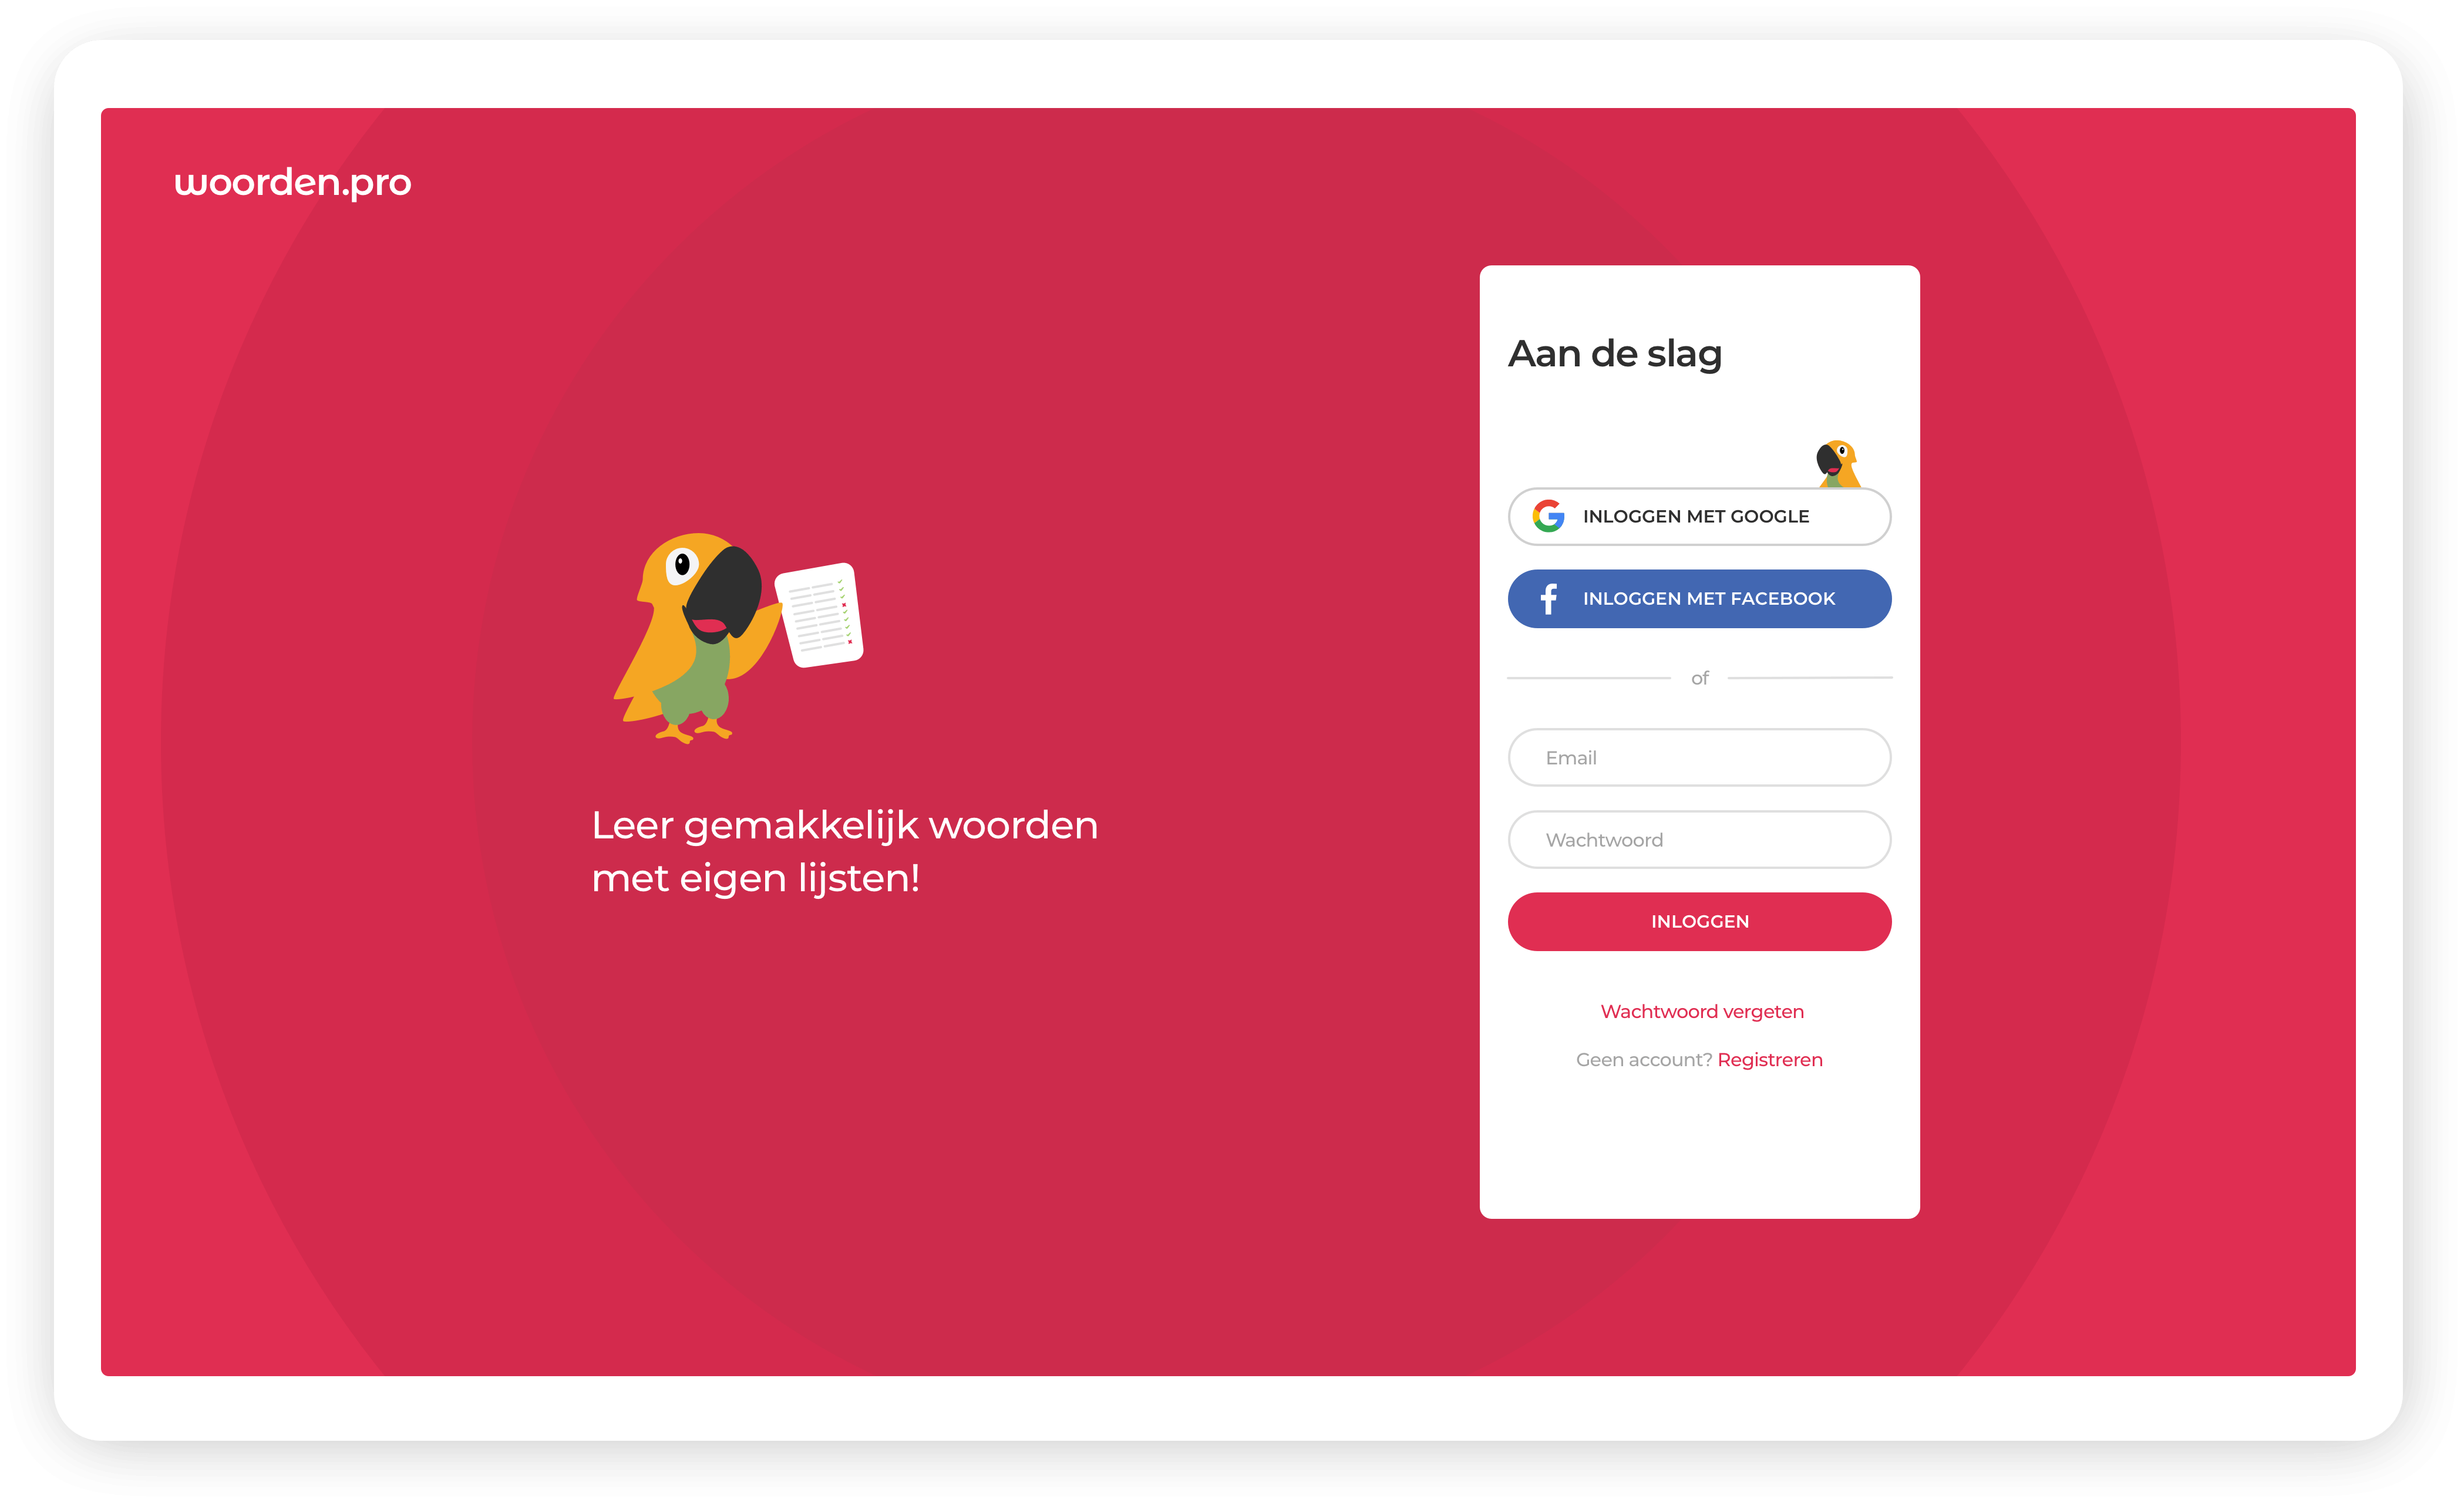 woorden.pro
Leer gemakkelijk woorden
met eigen lijsten!
Aan de slag
INLOGGEN MET GOOGLE
INLOGGEN MET FACEBOOK
of
Email
Wachtwoord
INLOGGEN
Wachtwoord vergeten
Geen account? Registreren